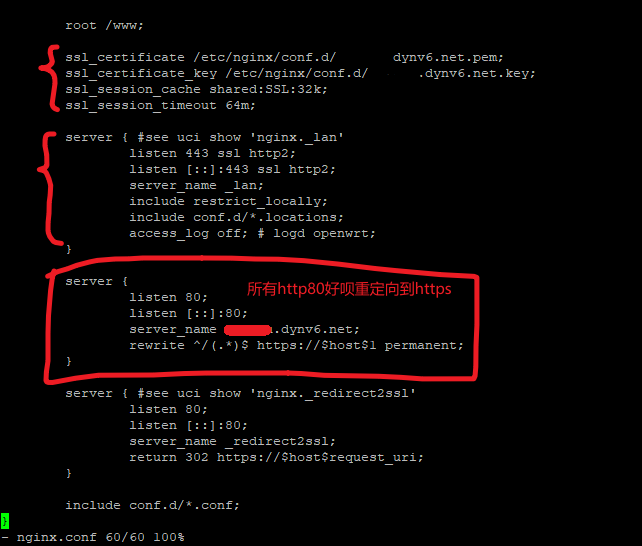 root /www;
ssl_certificate /etc/nginx/conf.d/ dynv6.net.pem;
ssl_certificate_key /etc/nginx/conf.d/ .dynv6.net.key;
ssl_session_cache shared:SSL:32k;
ssl_session_timeout 64m;
server { #see uci show 'nginx._lan'
listen 443 ssl http2;
listen [::]:443 ssl http2;
server_name _lan;
include restrict_locally;
include conf.d/*.locations;
access_log off; # logd openwrt;
}
server {
所有http80好呗重定向到https
listen 80;
listen [::]:80;
server_name .dynv6.net;
rewrite ^/(.*)$ https://$host$1 permanent;
}
server { #see uci show 'nginx._redirect2ssl'
listen 80;
listen [::]:80;
server_name _redirect2ssl;
return 302 https://$host$request_uri;
}
include conf.d/*.conf;
}
- nginx.conf 60/60 100%